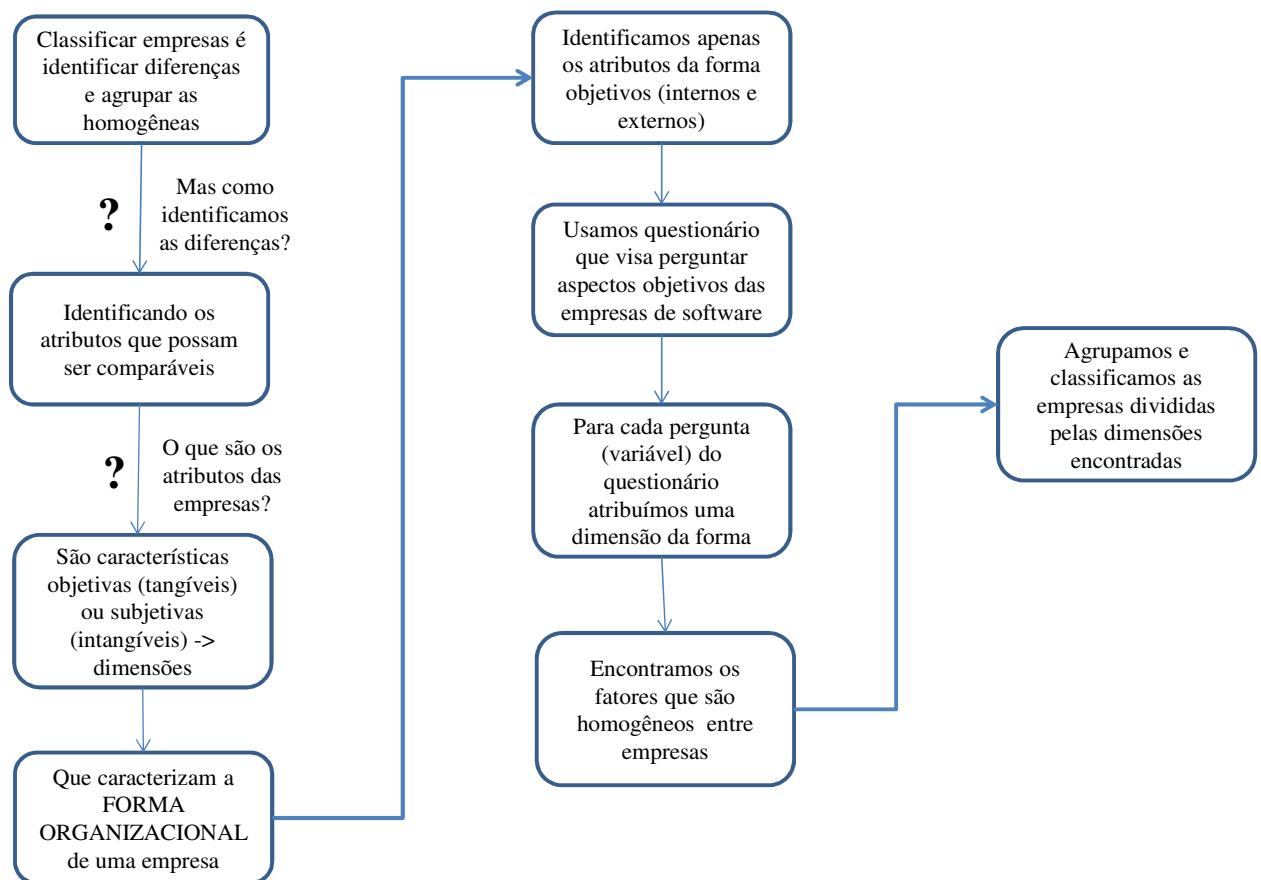 Classificar empresas é
identificar diferenças
e agrupar as
homogêneas
?
Mas como
identificamos
as diferenças?
Identificando os
atributos que possam
ser comparáveis
?
O que são os
atributos das
empresas?
São características
objetivas (tangíveis)
ou subjetivas
(intangíveis) ->
dimensões
Que caracterizam a
FORMA
ORGANIZACIONAL
de uma empresa
Identificamos apenas
os atributos da forma
objetivos (internos e
externos)
Usamos questionário
que visa perguntar
aspectos objetivos das
empresas de software
Para cada pergunta
(variável) do
questionário
atribuímos uma
dimensão da forma
Encontramos os
fatores que são
homogêneos entre
empresas
Agrupamos e
classificamos as
empresas divididas
pelas dimensões
encontradas